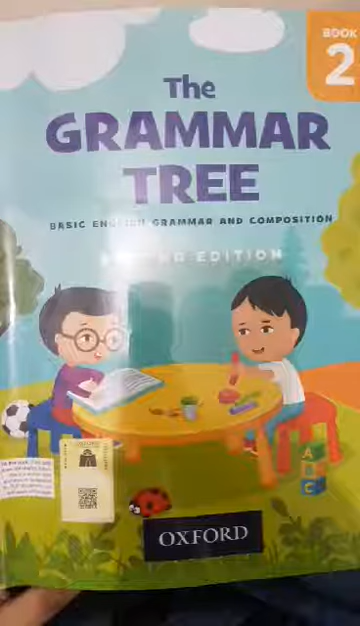 BOOK
2
The
GRAMMAR
TREE
BASIC ENGLISH GRAMMAR AND COMPOSITION
EDITION
A
B
C
OXFORD